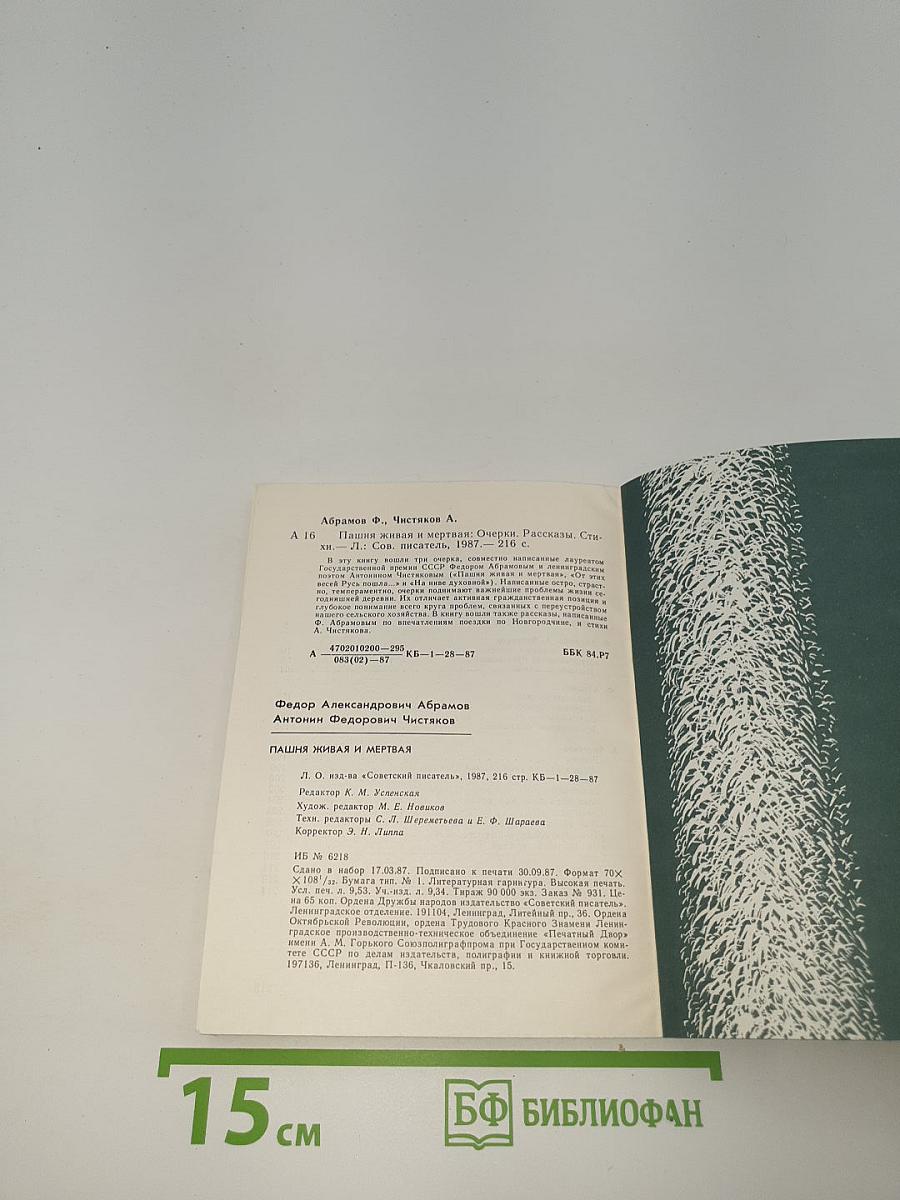 Абрамов Ф., Чистяков А.
А 16 Пашня живая и мертвая: Очерки. Рассказы. Сти-
хи.— Л.: Сов. писатель, 1987.— 216 с.
В эту книгу вошли три очерка, совместно написанные лауреатом
Государственной премии СССР Федором Абрамовым и ленинградским
поэтом Антонином Чистяковым («Пашня живая и мертвая», «От этих
весей Русь пошла...» и «На ниве духовной»). Написанные остро, страст-
но, темпераментно, очерки поднимают важнейшие проблемы жизни се-
годняшней деревни. Их отличает активная гражданственная позиция и
глубокое понимание всего круга проблем, связанных с переустройством
нашего сельского хозяйства. В книгу вошли также рассказы, написанные
Ф. Абрамовым по впечатлениям поездки по Новгородчине, и стихи
А. Чистякова.
А 4702010200—295
083(02)—87 КБ—1—28—87 ББК 84.Р7
Федор Александрович Абрамов
Антонин Федорович Чистяков
ПАШНЯ ЖИВАЯ И МЕРТВАЯ
Л. О. изд-ва «Советский писатель», 1987, 216 стр. КБ—1—28—87
Редактор К. М. Успенская
Худож. редактор М. Е. Новиков
Техн. редакторы С. Л. Шереметьева и Е. Ф. Шараева
Корректор Э. Н. Липпа
ИБ № 6218
Сдано в набор 17.03.87. Подписано к печати 30.09.87. Формат 70×
×108¹/₃₂. Бумага тип. № 1. Литературная гарнитура. Высокая печать.
Усл. печ. л. 9,53. Уч.-изд. л. 9,34. Тираж 90 000 экз. Заказ № 931. Це-
на 65 коп. Ордена Дружбы народов издательство «Советский писатель».
Ленинградское отделение. 191104, Ленинград, Литейный пр., 36. Ордена
Октябрьской Революции, ордена Трудового Красного Знамени Ленин-
градское производственно-техническое объединение «Печатный Двор»
имени А. М. Горького Союзполиграфпрома при Государственном коми-
тете СССР по делам издательств, полиграфии и книжной торговли.
197136, Ленинград, П-136, Чкаловский пр., 15.
15 см
БФ БИБЛИОФАН